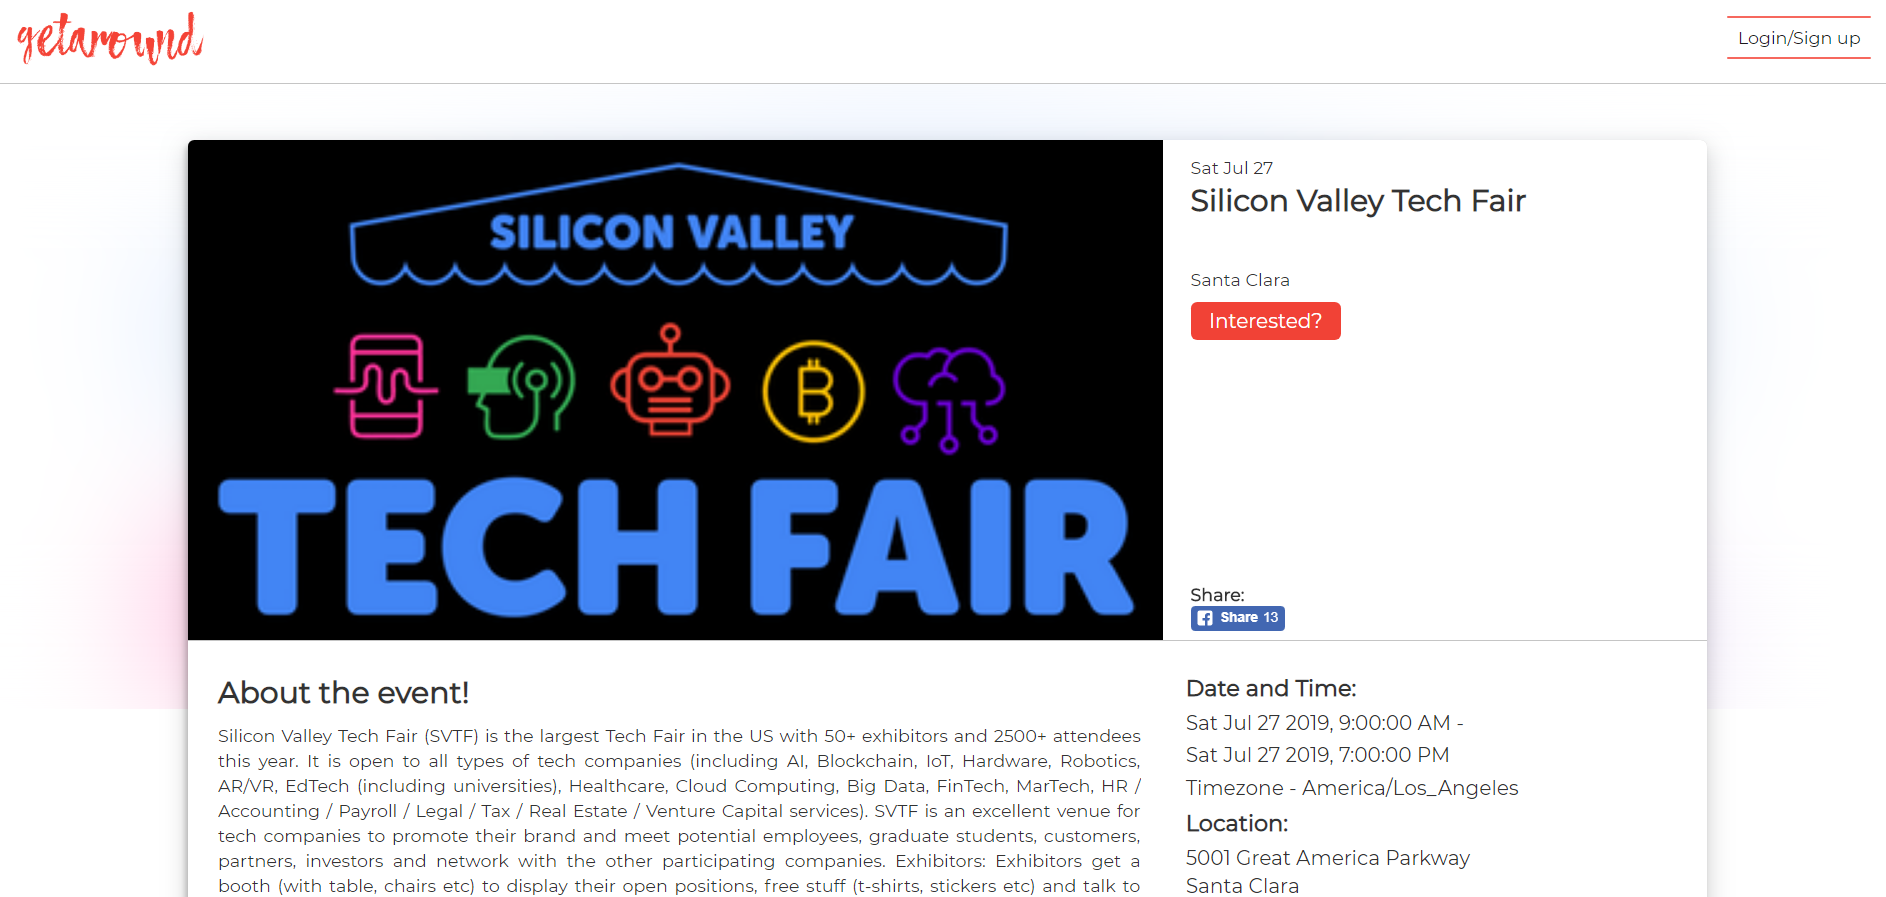 getaround
Login/Sign up
SILICON VALLEY
TECH FAIR
Sat Jul 27
Silicon Valley Tech Fair
Santa Clara
Interested?
Share:
Share 13
About the event!
Silicon Valley Tech Fair (SVTF) is the largest Tech Fair in the US with 50+ exhibitors and 2500+ attendees
this year. It is open to all types of tech companies (including AI, Blockchain, IoT, Hardware, Robotics,
AR/VR, EdTech (including universities), Healthcare, Cloud Computing, Big Data, FinTech, MarTech, HR /
Accounting / Payroll / Legal / Tax / Real Estate / Venture Capital services). SVTF is an excellent venue for
tech companies to promote their brand and meet potential employees, graduate students, customers,
partners, investors and network with the other participating companies. Exhibitors: Exhibitors get a
booth (with table, chairs etc) to display their open positions, free stuff (t-shirts, stickers etc) and talk to
Date and Time:
Sat Jul 27 2019, 9:00:00 AM -
Sat Jul 27 2019, 7:00:00 PM
Timezone - America/Los_Angeles
Location:
5001 Great America Parkway
Santa Clara